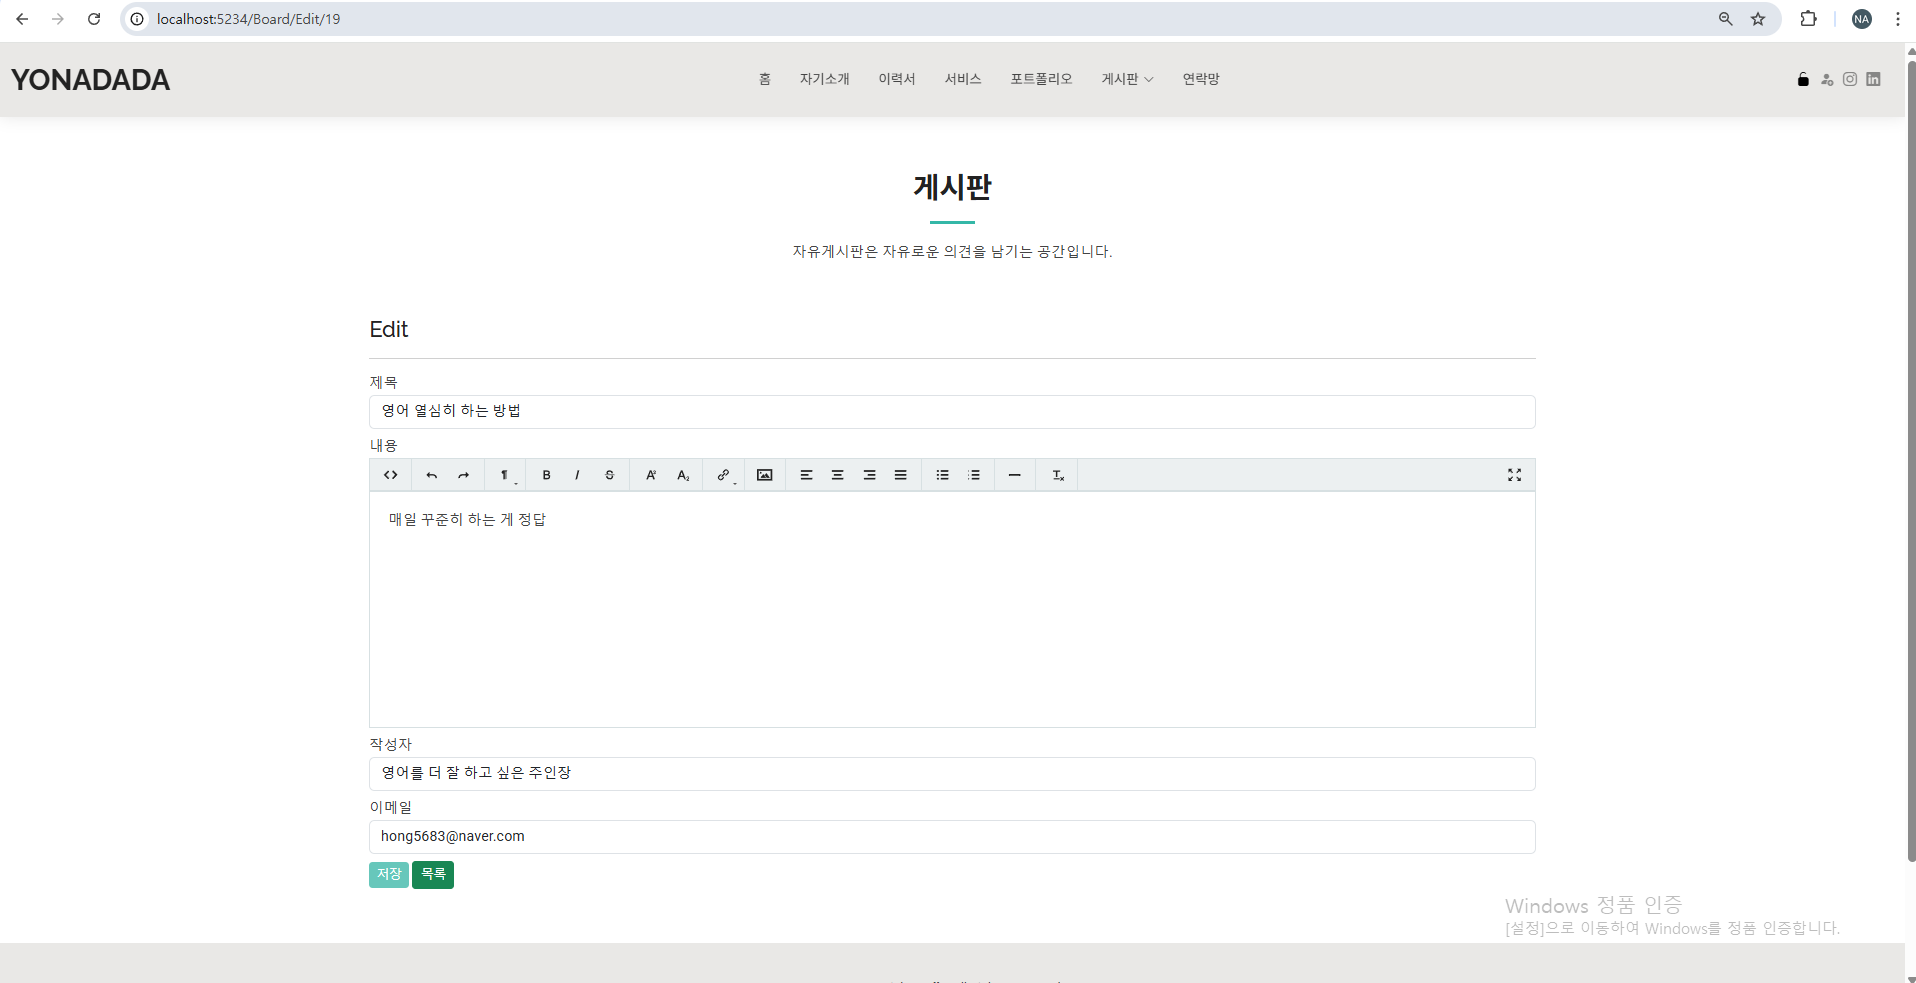 localhost:5234/Board/Edit/19
NA
YONADADA
홈 자기소개 이력서 서비스 포트폴리오 게시판 연락망
게시판
자유게시판은 자유로운 의견을 남기는 공간입니다.
Edit
제목
영어 열심히 하는 방법
내용
매일 꾸준히 하는 게 정답
작성자
영어를 더 잘 하고 싶은 주인장
이메일
hong5683@naver.com
저장 목록
Windows 정품 인증
[설정]으로 이동하여 Windows를 정품 인증합니다.